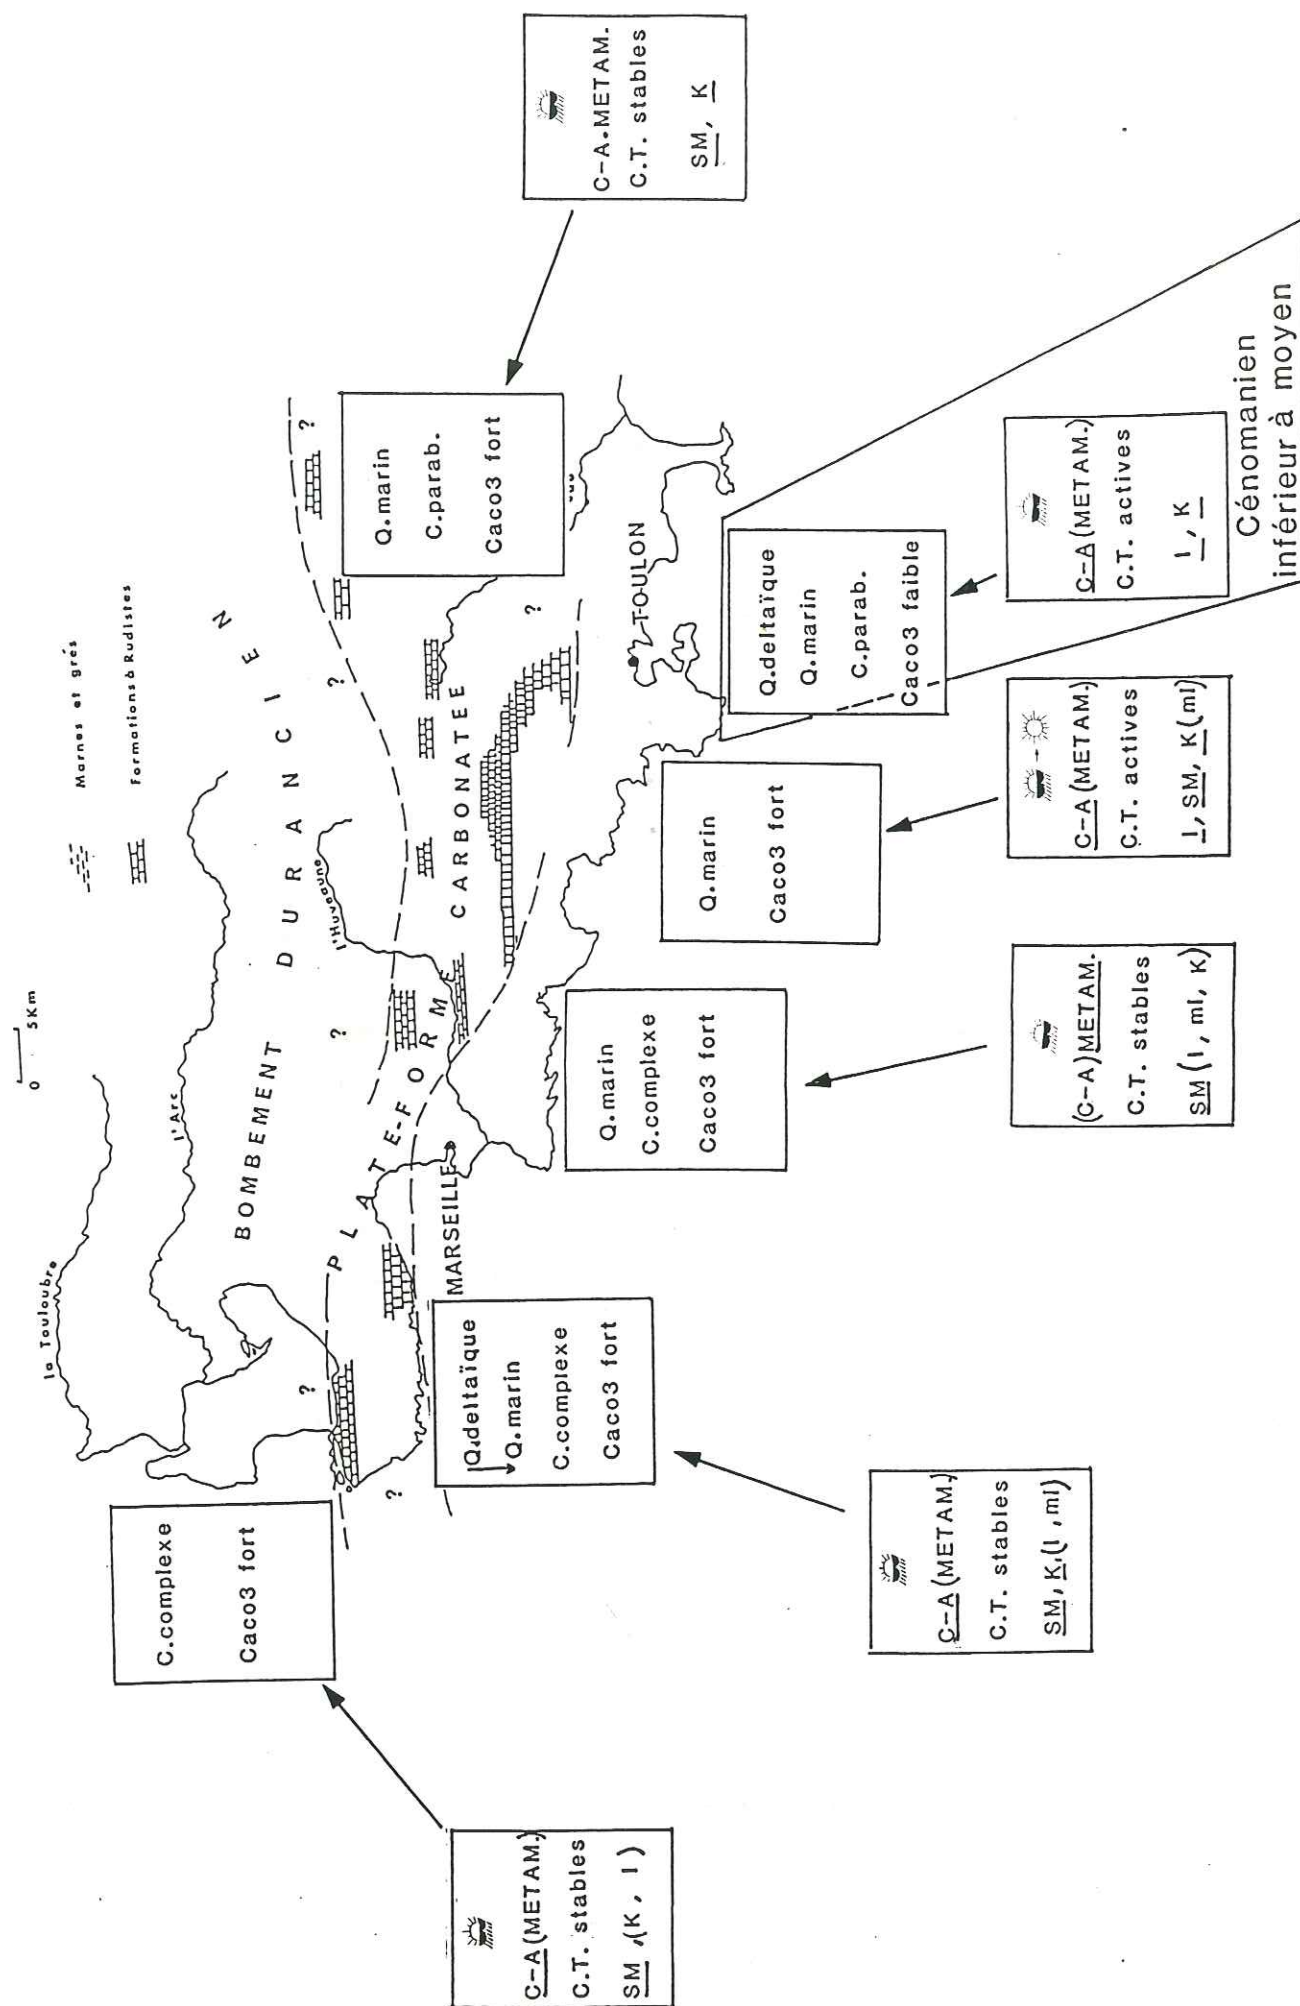 0 5Km
Marnes et grés
Formations à Rudistes
la Touloubre
l'Arc
l'Huveaune
BOMBEMENT DURANCIEN
PLATE-FORME CARBONATE
?
?
?
?
?
?
MARSEILLE
TOULON
C.complexe
Caco3 fort
Q.deltaïque
Q.marin
C.complexe
Caco3 fort
Q.marin
C.complexe
Caco3 fort
Q.marin
Caco3 fort
Q.deltaïque
Q.marin
C.parab.
Caco3 faible
Q.marin
C.parab.
Caco3 fort
C-A(METAM.)
C.T. stables
SM,(K, I)
C-A(METAM.)
C.T. stables
SM, K,(I, ml)
(C-A)METAM.
C.T. stables
SM(I, ml, K)
C-A(METAM.)
C.T. actives
I, SM, K(ml)
C-A(METAM.)
C.T. actives
I, K
C-A.METAM.
C.T. stables
SM, K
Cénomanien
inférieur à moyen